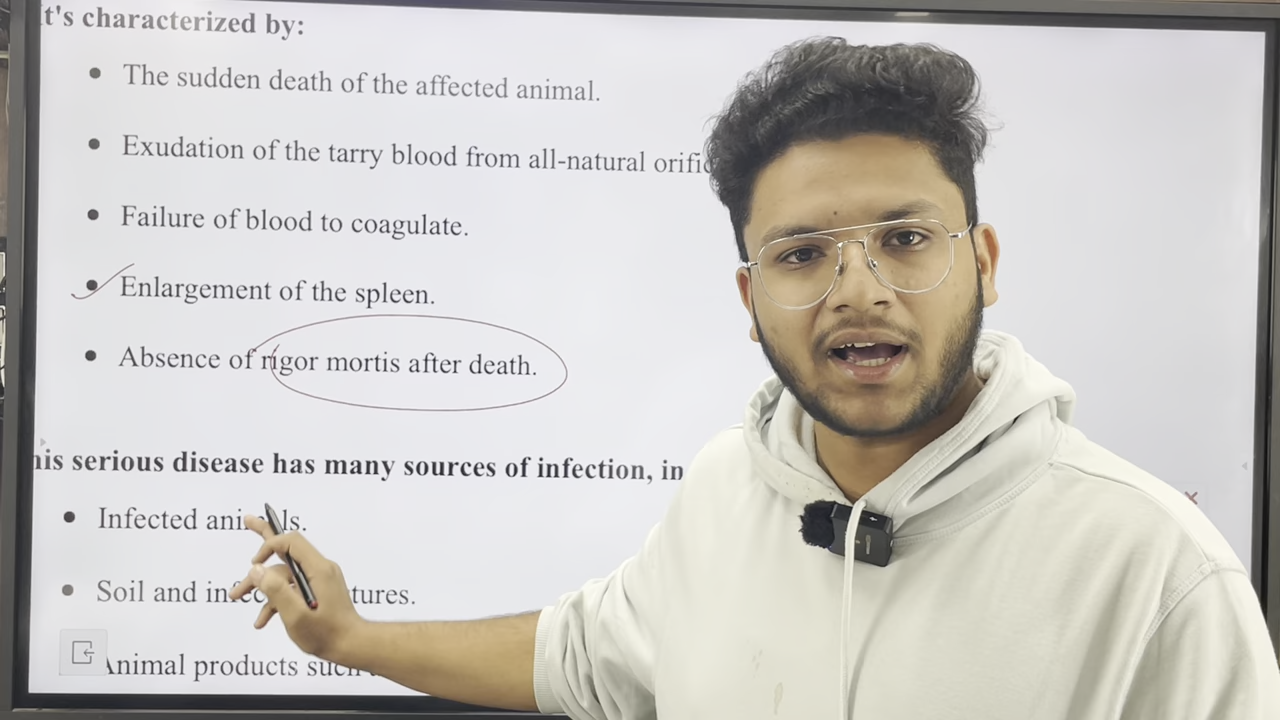 t's characterized by:
• The sudden death of the affected animal.
• Exudation of the tarry blood from all-natural orific
• Failure of blood to coagulate.
• Enlargement of the spleen.
• Absence of rigor mortis after death.
his serious disease has many sources of infection, in
• Infected ani ls.
• Soil and infec tures.
Animal products such